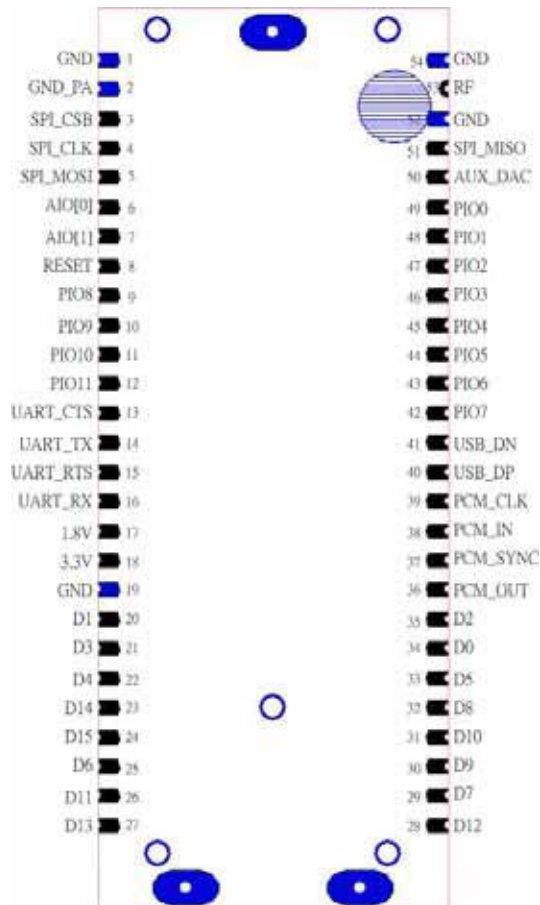 GND 1 54 GND
GND_PA 2 53 RF
SPI_CSB 3 52 GND
SPI_CLK 4 51 SPI_MISO
SPI_MOSI 5 50 AUX_DAC
AIO[0] 6 49 PIO0
AIO[1] 7 48 PIO1
RESET 8 47 PIO2
PIO8 9 46 PIO3
PIO9 10 45 PIO4
PIO10 11 44 PIO5
PIO11 12 43 PIO6
UART_CTS 13 42 PIO7
UART_TX 14 41 USB_DN
UART_RTS 15 40 USB_DP
UART_RX 16 39 PCM_CLK
1.8V 17 38 PCM_IN
3.3V 18 37 PCM_SYNC
GND 19 36 PCM_OUT
D1 20 35 D2
D3 21 34 D0
D4 22 33 D5
D14 23 32 D8
D15 24 31 D10
D6 25 30 D9
D11 26 29 D7
D13 27 28 D12